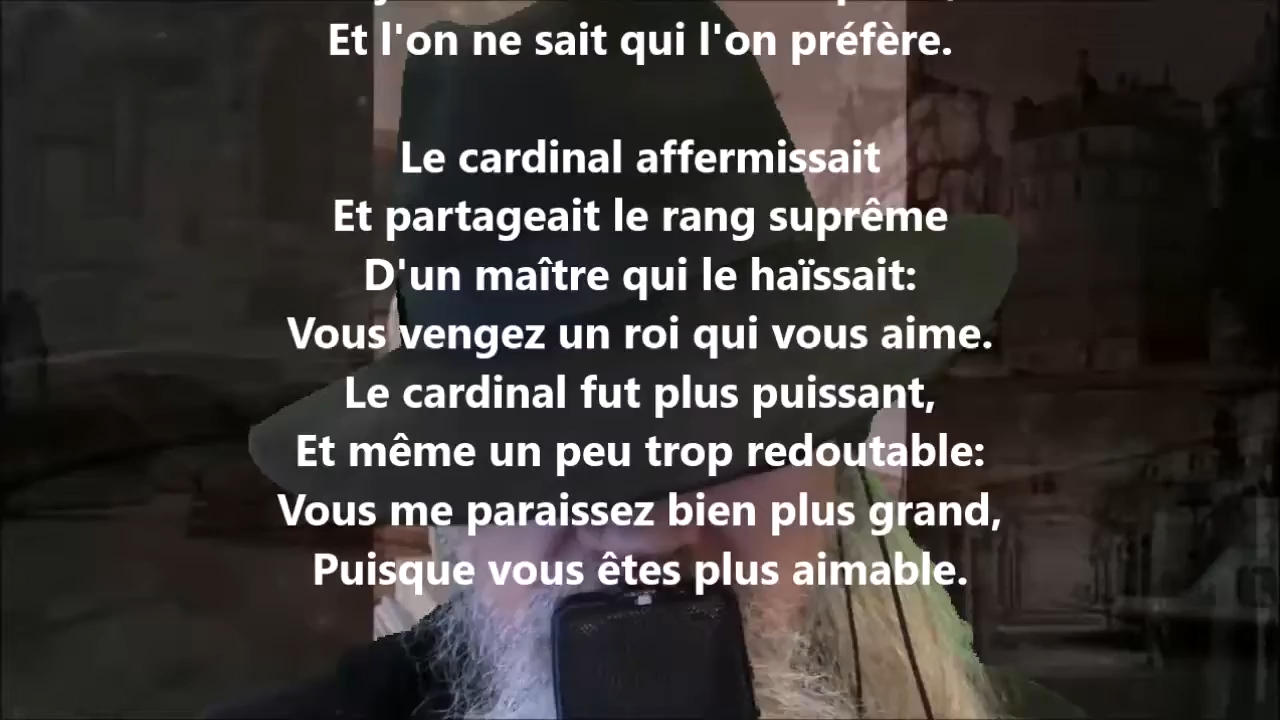 Et l'on ne sait qui l'on préfère.
Le cardinal affermissait
Et partageait le rang suprême
D'un maître qui le haïssait:
Vous vengez un roi qui vous aime.
Le cardinal fut plus puissant,
Et même un peu trop redoutable:
Vous me paraissez bien plus grand,
Puisque vous êtes plus aimable.